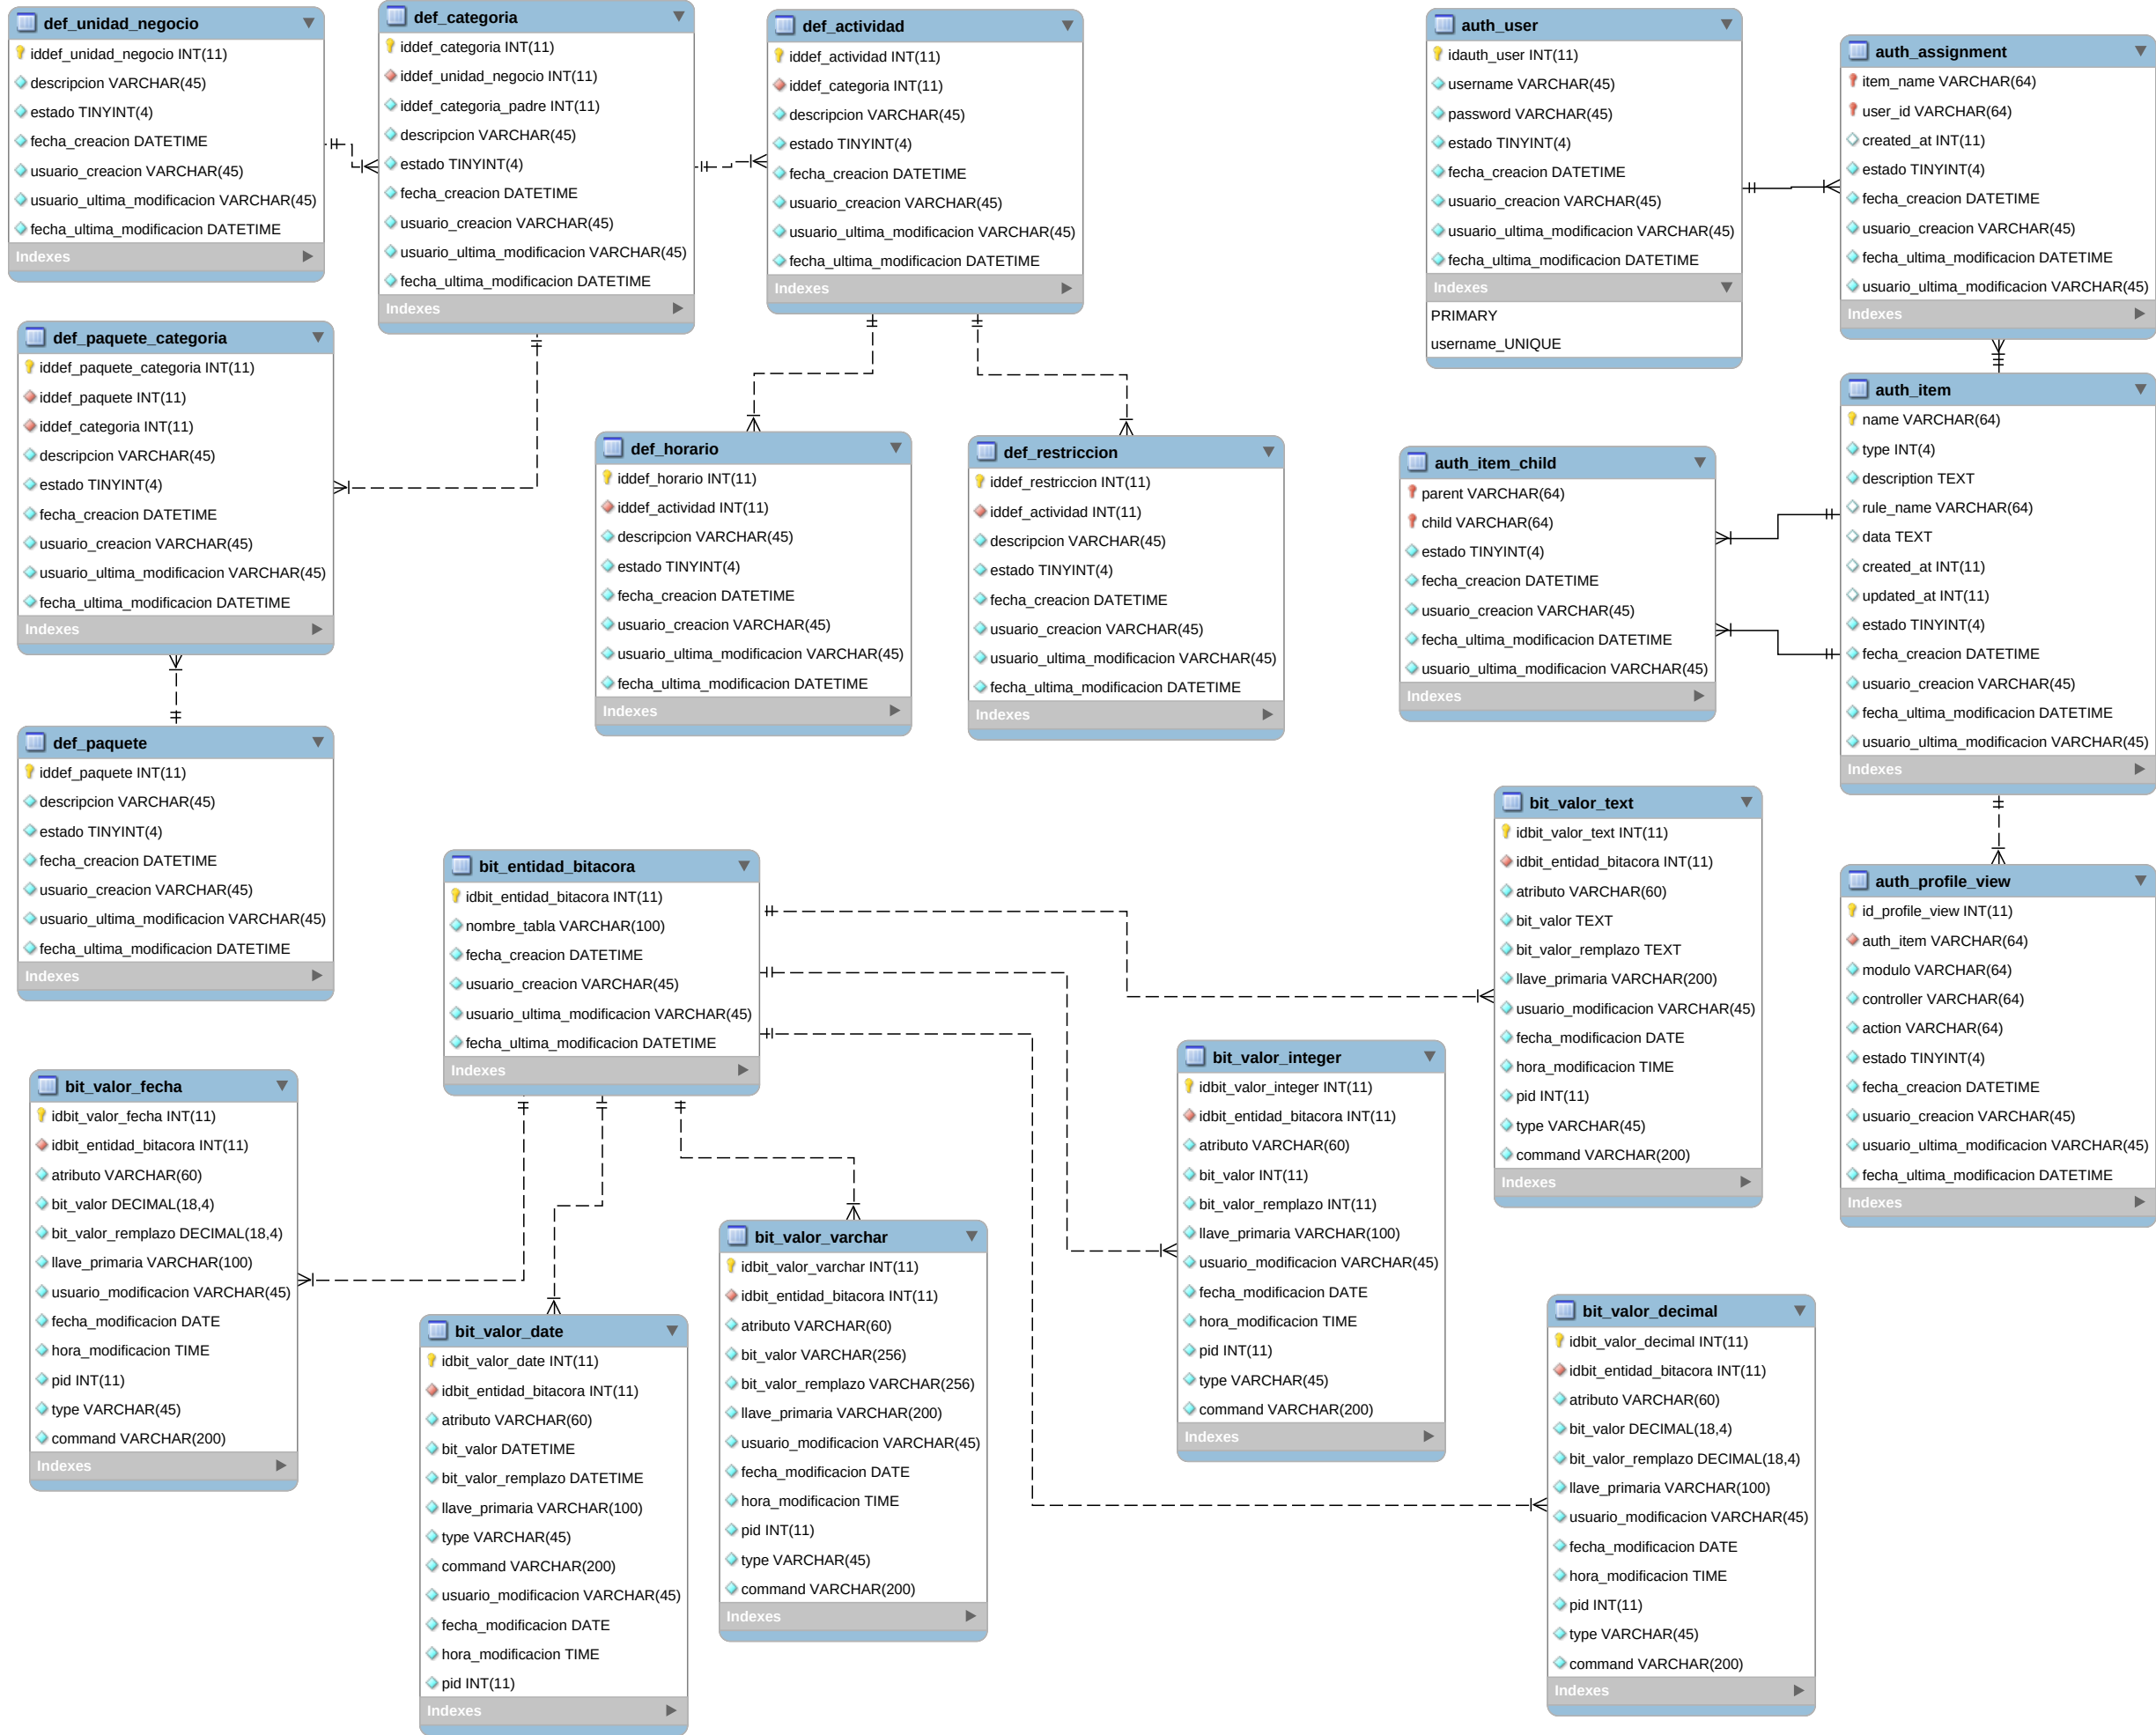 def_unidad_negocio
iddef_unidad_negocio INT(11)
descripcion VARCHAR(45)
estado TINYINT(4)
fecha_creacion DATETIME
usuario_creacion VARCHAR(45)
usuario_ultima_modificacion VARCHAR(45)
fecha_ultima_modificacion DATETIME
Indexes
def_categoria
iddef_categoria INT(11)
iddef_unidad_negocio INT(11)
iddef_categoria_padre INT(11)
descripcion VARCHAR(45)
estado TINYINT(4)
fecha_creacion DATETIME
usuario_creacion VARCHAR(45)
usuario_ultima_modificacion VARCHAR(45)
fecha_ultima_modificacion DATETIME
Indexes
def_actividad
iddef_actividad INT(11)
iddef_categoria INT(11)
descripcion VARCHAR(45)
estado TINYINT(4)
fecha_creacion DATETIME
usuario_creacion VARCHAR(45)
usuario_ultima_modificacion VARCHAR(45)
fecha_ultima_modificacion DATETIME
Indexes
auth_user
idauth_user INT(11)
username VARCHAR(45)
password VARCHAR(45)
estado TINYINT(4)
fecha_creacion DATETIME
usuario_creacion VARCHAR(45)
usuario_ultima_modificacion VARCHAR(45)
fecha_ultima_modificacion DATETIME
Indexes
PRIMARY
username_UNIQUE
auth_assignment
item_name VARCHAR(64)
user_id VARCHAR(64)
created_at INT(11)
estado TINYINT(4)
fecha_creacion DATETIME
usuario_creacion VARCHAR(45)
fecha_ultima_modificacion DATETIME
usuario_ultima_modificacion VARCHAR(45)
Indexes
def_paquete_categoria
iddef_paquete_categoria INT(11)
iddef_paquete INT(11)
iddef_categoria INT(11)
descripcion VARCHAR(45)
estado TINYINT(4)
fecha_creacion DATETIME
usuario_creacion VARCHAR(45)
usuario_ultima_modificacion VARCHAR(45)
fecha_ultima_modificacion DATETIME
Indexes
def_horario
iddef_horario INT(11)
iddef_actividad INT(11)
descripcion VARCHAR(45)
estado TINYINT(4)
fecha_creacion DATETIME
usuario_creacion VARCHAR(45)
usuario_ultima_modificacion VARCHAR(45)
fecha_ultima_modificacion DATETIME
Indexes
def_restriccion
iddef_restriccion INT(11)
iddef_actividad INT(11)
descripcion VARCHAR(45)
estado TINYINT(4)
fecha_creacion DATETIME
usuario_creacion VARCHAR(45)
usuario_ultima_modificacion VARCHAR(45)
fecha_ultima_modificacion DATETIME
Indexes
auth_item_child
parent VARCHAR(64)
child VARCHAR(64)
estado TINYINT(4)
fecha_creacion DATETIME
usuario_creacion VARCHAR(45)
fecha_ultima_modificacion DATETIME
usuario_ultima_modificacion VARCHAR(45)
Indexes
auth_item
name VARCHAR(64)
type INT(4)
description TEXT
rule_name VARCHAR(64)
data TEXT
created_at INT(11)
updated_at INT(11)
estado TINYINT(4)
fecha_creacion DATETIME
usuario_creacion VARCHAR(45)
fecha_ultima_modificacion DATETIME
usuario_ultima_modificacion VARCHAR(45)
Indexes
def_paquete
iddef_paquete INT(11)
descripcion VARCHAR(45)
estado TINYINT(4)
fecha_creacion DATETIME
usuario_creacion VARCHAR(45)
usuario_ultima_modificacion VARCHAR(45)
fecha_ultima_modificacion DATETIME
Indexes
bit_entidad_bitacora
idbit_entidad_bitacora INT(11)
nombre_tabla VARCHAR(100)
fecha_creacion DATETIME
usuario_creacion VARCHAR(45)
usuario_ultima_modificacion VARCHAR(45)
fecha_ultima_modificacion DATETIME
Indexes
bit_valor_text
idbit_valor_text INT(11)
idbit_entidad_bitacora INT(11)
atributo VARCHAR(60)
bit_valor TEXT
bit_valor_remplazo TEXT
llave_primaria VARCHAR(200)
usuario_modificacion VARCHAR(45)
fecha_modificacion DATE
hora_modificacion TIME
pid INT(11)
type VARCHAR(45)
command VARCHAR(200)
Indexes
auth_profile_view
id_profile_view INT(11)
auth_item VARCHAR(64)
modulo VARCHAR(64)
controller VARCHAR(64)
action VARCHAR(64)
estado TINYINT(4)
fecha_creacion DATETIME
usuario_creacion VARCHAR(45)
usuario_ultima_modificacion VARCHAR(45)
fecha_ultima_modificacion DATETIME
Indexes
bit_valor_fecha
idbit_valor_fecha INT(11)
idbit_entidad_bitacora INT(11)
atributo VARCHAR(60)
bit_valor DECIMAL(18,4)
bit_valor_remplazo DECIMAL(18,4)
llave_primaria VARCHAR(100)
usuario_modificacion VARCHAR(45)
fecha_modificacion DATE
hora_modificacion TIME
pid INT(11)
type VARCHAR(45)
command VARCHAR(200)
Indexes
bit_valor_date
idbit_valor_date INT(11)
idbit_entidad_bitacora INT(11)
atributo VARCHAR(60)
bit_valor DATETIME
bit_valor_remplazo DATETIME
llave_primaria VARCHAR(100)
type VARCHAR(45)
command VARCHAR(200)
usuario_modificacion VARCHAR(45)
fecha_modificacion DATE
hora_modificacion TIME
pid INT(11)
Indexes
bit_valor_varchar
idbit_valor_varchar INT(11)
idbit_entidad_bitacora INT(11)
atributo VARCHAR(60)
bit_valor VARCHAR(256)
bit_valor_remplazo VARCHAR(256)
llave_primaria VARCHAR(200)
usuario_modificacion VARCHAR(45)
fecha_modificacion DATE
hora_modificacion TIME
pid INT(11)
type VARCHAR(45)
command VARCHAR(200)
Indexes
bit_valor_integer
idbit_valor_integer INT(11)
idbit_entidad_bitacora INT(11)
atributo VARCHAR(60)
bit_valor INT(11)
bit_valor_remplazo INT(11)
llave_primaria VARCHAR(100)
usuario_modificacion VARCHAR(45)
fecha_modificacion DATE
hora_modificacion TIME
pid INT(11)
type VARCHAR(45)
command VARCHAR(200)
Indexes
bit_valor_decimal
idbit_valor_decimal INT(11)
idbit_entidad_bitacora INT(11)
atributo VARCHAR(60)
bit_valor DECIMAL(18,4)
bit_valor_remplazo DECIMAL(18,4)
llave_primaria VARCHAR(100)
usuario_modificacion VARCHAR(45)
fecha_modificacion DATE
hora_modificacion TIME
pid INT(11)
type VARCHAR(45)
command VARCHAR(200)
Indexes